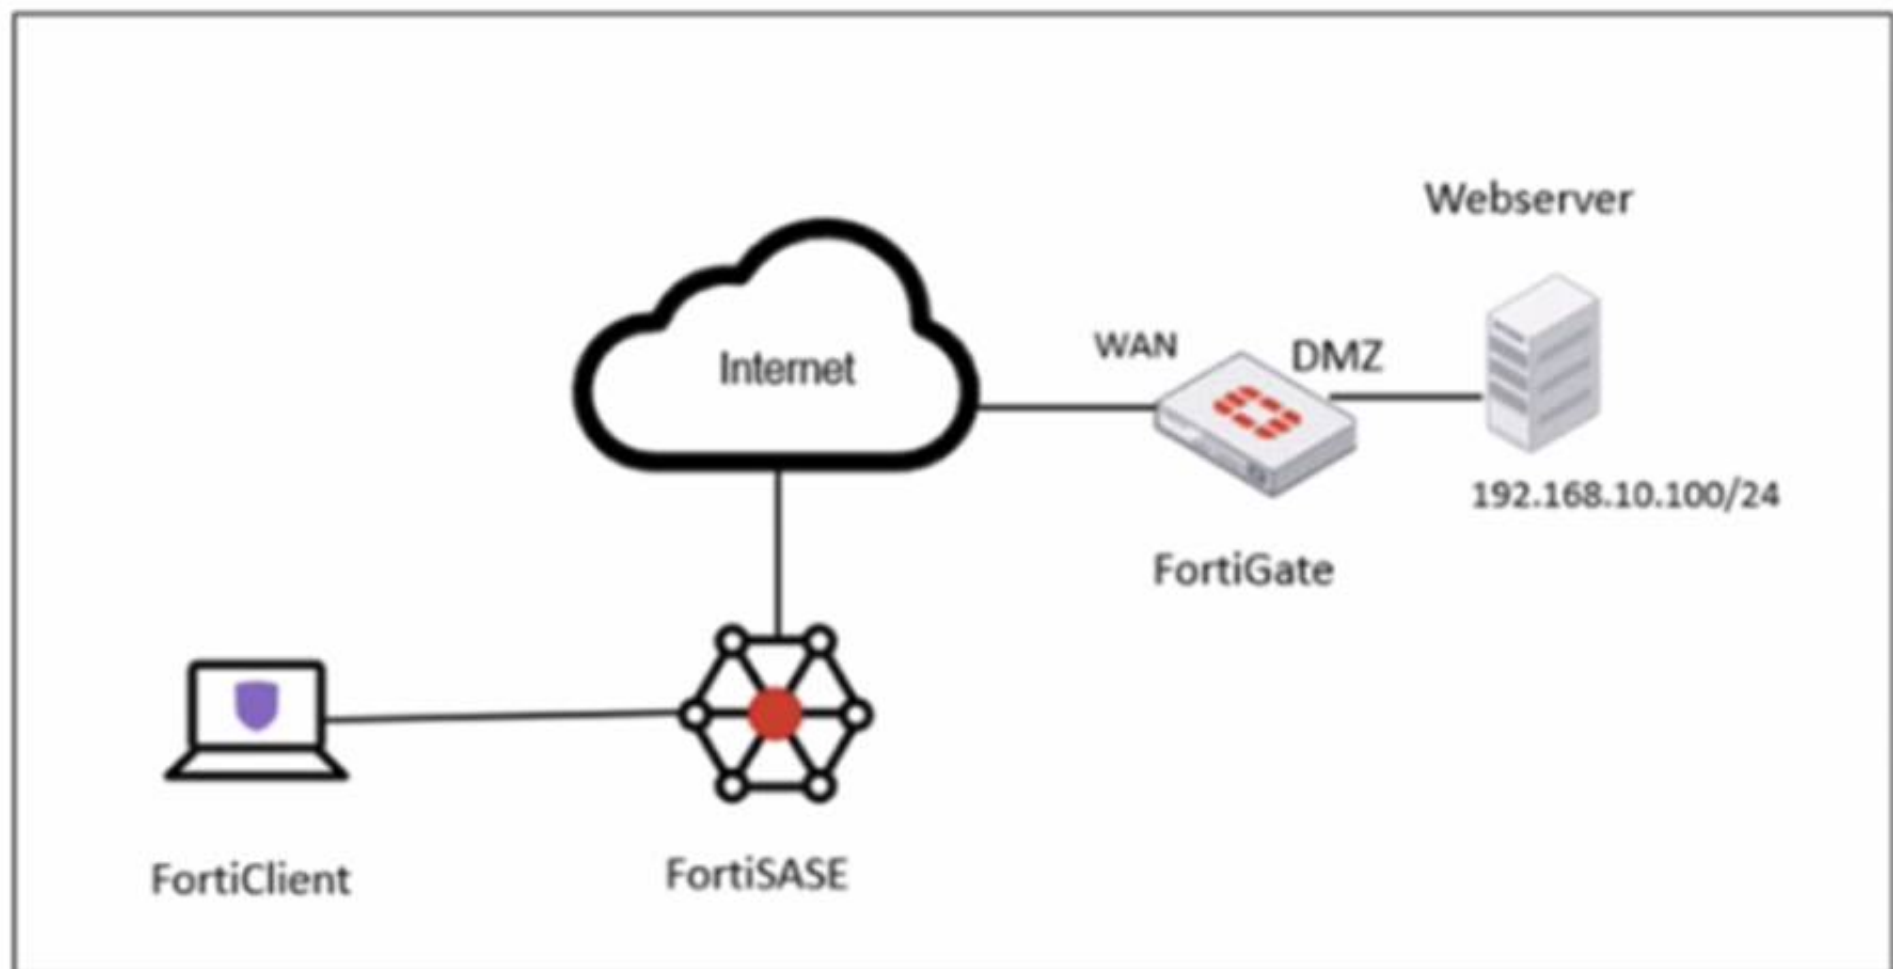 Webserver
Internet
WAN
DMZ
192.168.10.100/24
FortiGate
FortiClient
FortiSASE